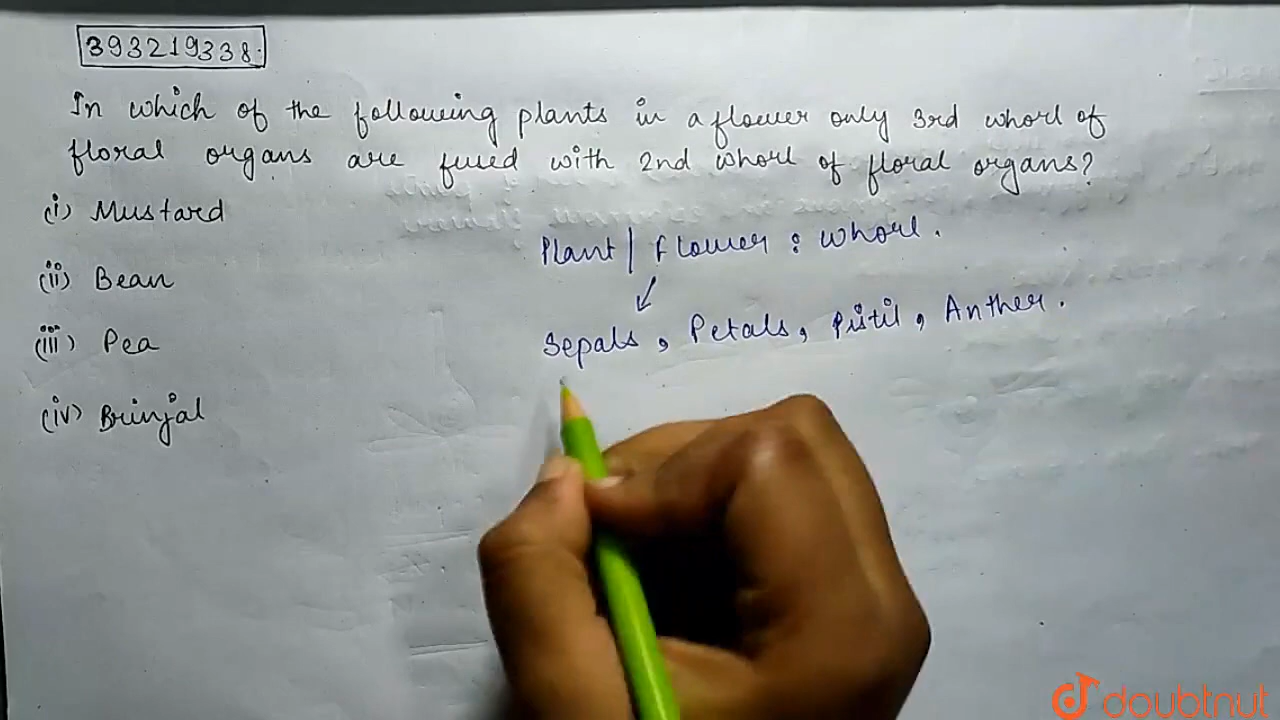 393219338.
In which of the following plants in a flower only 3rd whorl of
floral organs are fused with 2nd whorl of floral organs?
(i) Mustard
Plant / flower : whorl.
(ii) Bean
Sepals, Petals, Pistil, Anther.
(iii) Pea
(iv) Brinjal
doubtnut